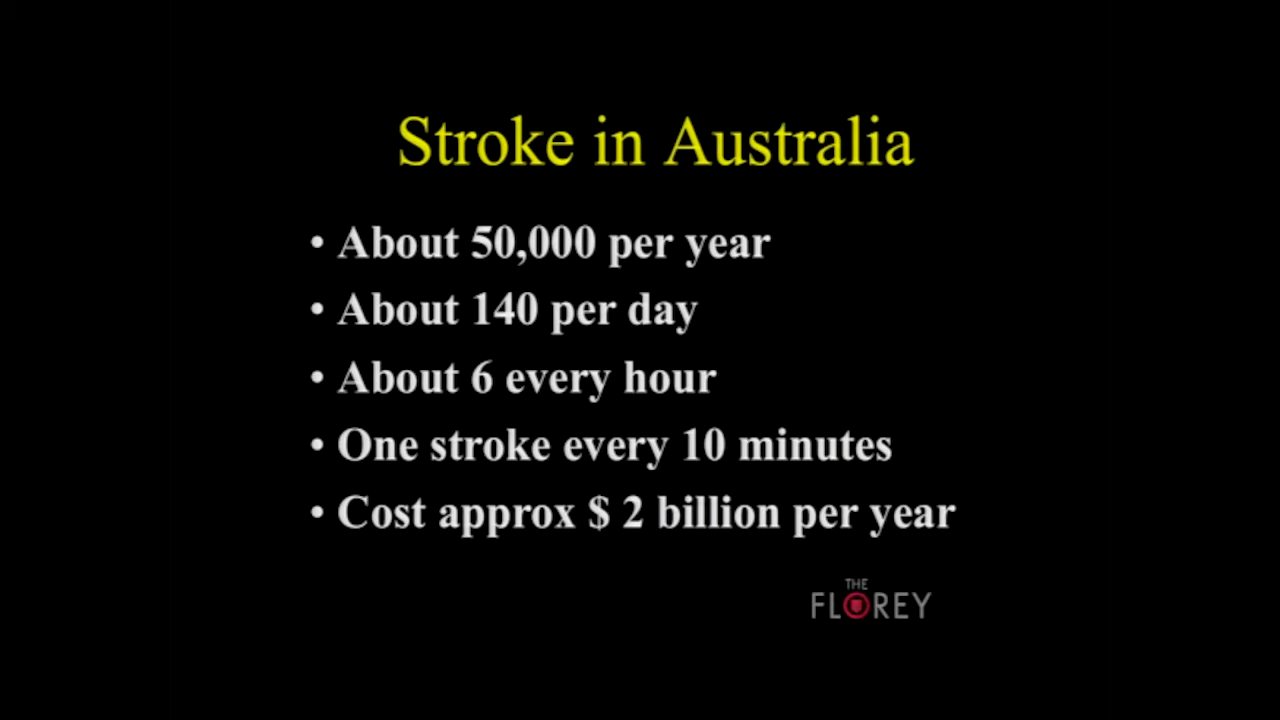 Stroke in Australia
• About 50,000 per year
• About 140 per day
• About 6 every hour
• One stroke every 10 minutes
• Cost approx $ 2 billion per year
THE
FLOREY